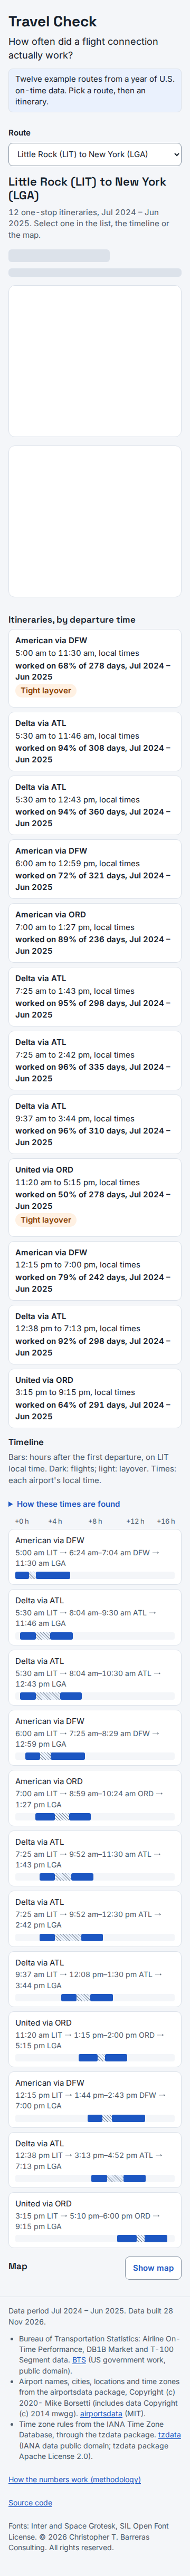 Travel Check
How often did a flight connection
actually work?
Twelve example routes from a year of U.S.
on-time data. Pick a route, then an
itinerary.
Route
Little Rock (LIT) to New York (LGA)
Little Rock (LIT) to New York
(LGA)
12 one-stop itineraries, Jul 2024 – Jun
2025. Select one in the list, the timeline or
the map.
Itineraries, by departure time
American via DFW
5:00 am to 11:30 am, local times
worked on 68% of 278 days, Jul 2024 –
Jun 2025
Tight layover
Delta via ATL
5:30 am to 11:46 am, local times
worked on 94% of 308 days, Jul 2024 –
Jun 2025
Delta via ATL
5:30 am to 12:43 pm, local times
worked on 94% of 360 days, Jul 2024 –
Jun 2025
American via DFW
6:00 am to 12:59 pm, local times
worked on 72% of 321 days, Jul 2024 –
Jun 2025
American via ORD
7:00 am to 1:27 pm, local times
worked on 89% of 236 days, Jul 2024 –
Jun 2025
Delta via ATL
7:25 am to 1:43 pm, local times
worked on 95% of 298 days, Jul 2024 –
Jun 2025
Delta via ATL
7:25 am to 2:42 pm, local times
worked on 96% of 335 days, Jul 2024 –
Jun 2025
Delta via ATL
9:37 am to 3:44 pm, local times
worked on 96% of 310 days, Jul 2024 –
Jun 2025
United via ORD
11:20 am to 5:15 pm, local times
worked on 50% of 278 days, Jul 2024 –
Jun 2025
Tight layover
American via DFW
12:15 pm to 7:00 pm, local times
worked on 79% of 242 days, Jul 2024 –
Jun 2025
Delta via ATL
12:38 pm to 7:13 pm, local times
worked on 92% of 298 days, Jul 2024 –
Jun 2025
United via ORD
3:15 pm to 9:15 pm, local times
worked on 64% of 291 days, Jul 2024 –
Jun 2025
Timeline
Bars: hours after the first departure, on LIT
local time. Dark: flights; light: layover. Times:
each airport's local time.
▶ How these times are found
+0 h +4 h +8 h +12 h +16 h
American via DFW
5:00 am LIT → 6:24 am–7:04 am DFW →
11:30 am LGA
Delta via ATL
5:30 am LIT → 8:04 am–9:30 am ATL →
11:46 am LGA
Delta via ATL
5:30 am LIT → 8:04 am–10:30 am ATL →
12:43 pm LGA
American via DFW
6:00 am LIT → 7:25 am–8:29 am DFW →
12:59 pm LGA
American via ORD
7:00 am LIT → 8:59 am–10:24 am ORD →
1:27 pm LGA
Delta via ATL
7:25 am LIT → 9:52 am–11:30 am ATL →
1:43 pm LGA
Delta via ATL
7:25 am LIT → 9:52 am–12:30 pm ATL →
2:42 pm LGA
Delta via ATL
9:37 am LIT → 12:08 pm–1:30 pm ATL →
3:44 pm LGA
United via ORD
11:20 am LIT → 1:15 pm–2:00 pm ORD →
5:15 pm LGA
American via DFW
12:15 pm LIT → 1:44 pm–2:43 pm DFW →
7:00 pm LGA
Delta via ATL
12:38 pm LIT → 3:13 pm–4:52 pm ATL →
7:13 pm LGA
United via ORD
3:15 pm LIT → 5:10 pm–6:00 pm ORD →
9:15 pm LGA
Map
Show map
Data period Jul 2024 – Jun 2025. Data built 28
Nov 2026.
• Bureau of Transportation Statistics: Airline On-
Time Performance, DB1B Market and T-100
Segment data. BTS (US government work,
public domain).
• Airport names, cities, locations and time zones
from the airportsdata package, Copyright (c)
2020- Mike Borsetti (includes data Copyright
(c) 2014 mwgg). airportsdata (MIT).
• Time zone rules from the IANA Time Zone
Database, through the tzdata package. tzdata
(IANA data public domain; tzdata package
Apache License 2.0).
How the numbers work (methodology)
Source code
Fonts: Inter and Space Grotesk, SIL Open Font
License. © 2026 Christopher T. Barreras
Consulting. All rights reserved.